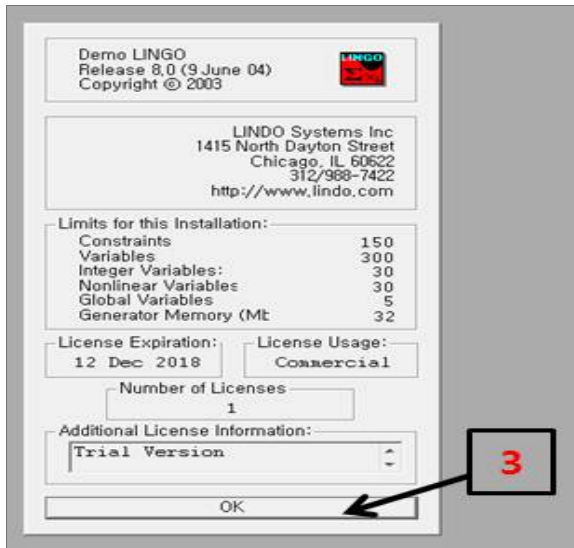 Demo LINGO
Release 8.0 (9 June 04)
Copyright © 2003
LINGO
LINDO Systems Inc
1415 North Dayton Street
Chicago, IL 60622
312/988-7422
http://www.lindo.com
Limits for this Installation:
Constraints 150
Variables 300
Integer Variables: 30
Nonlinear Variables 30
Global Variables 5
Generator Memory (Mb 32
License Expiration: License Usage:
12 Dec 2018 Commercial
Number of Licenses
1
Additional License Information:
Trial Version
3
OK